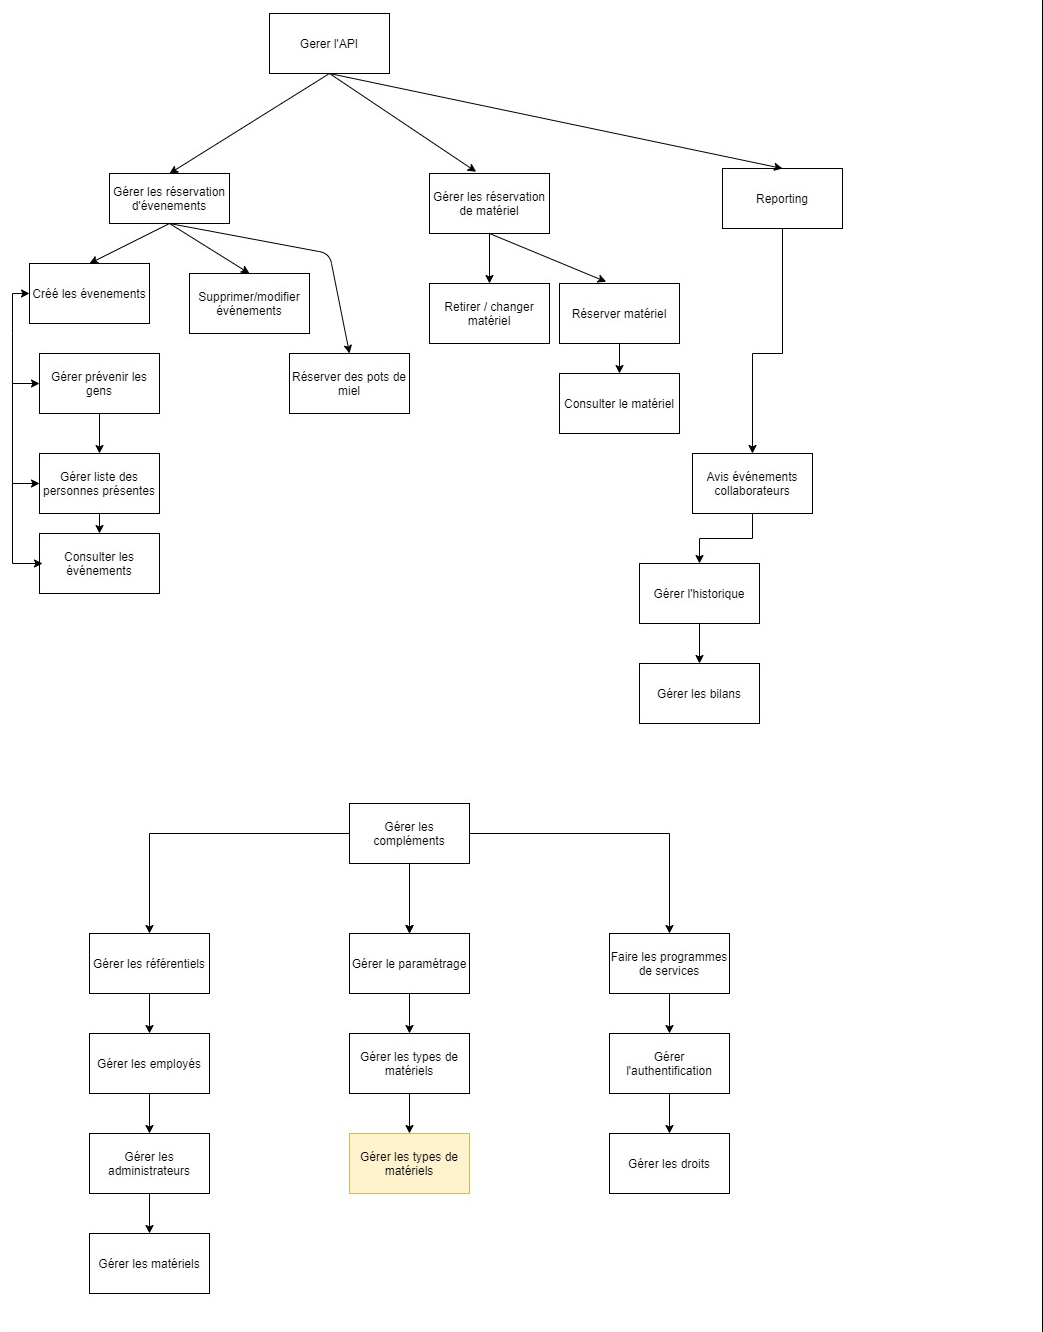 Gerer l'API
Gérer les réservation
d'évenements
Gérer les réservation
de matériel
Reporting
Créé les évenements
Supprimer/modifier
événements
Réserver des pots de
miel
Retirer / changer
matériel
Réserver matériel
Consulter le matériel
Gérer prévenir les
gens
Gérer liste des
personnes présentes
Consulter les
événements
Avis événements
collaborateurs
Gérer l'historique
Gérer les bilans
Gérer les
compléments
Gérer les référentiels
Gérer le paramétrage
Faire les programmes
de services
Gérer les employés
Gérer les types de
matériels
Gérer
l'authentification
Gérer les
administrateurs
Gérer les types de
matériels
Gérer les droits
Gérer les matériels